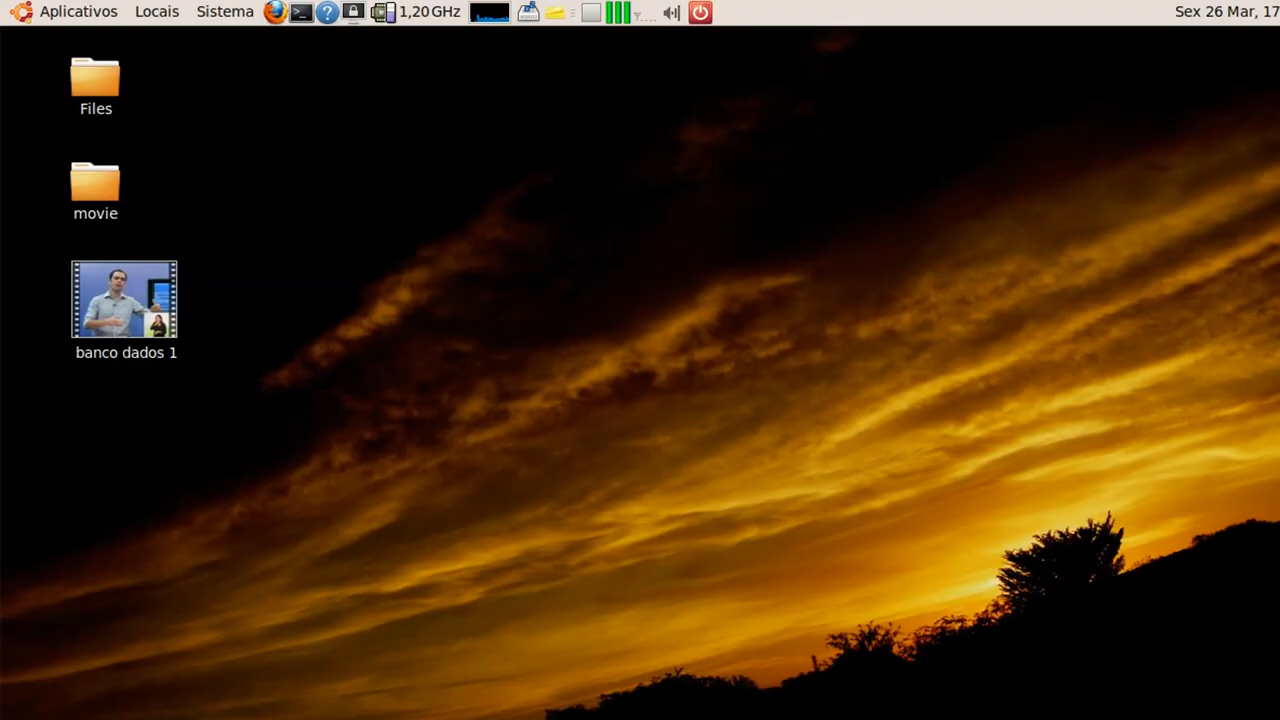 Aplicativos Locais Sistema 1,20 GHz Sex 26 Mar, 17
Files
movie
banco dados 1